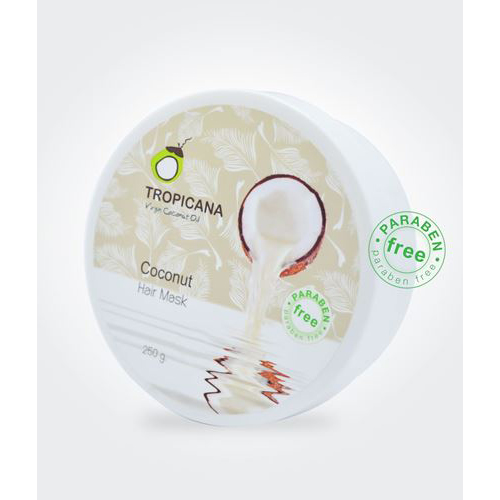 TROPICANA
Virgin Coconut Oil
Coconut
Hair Mask
250 g
PARABEN
free
paraben free
PARABEN
free
paraben free